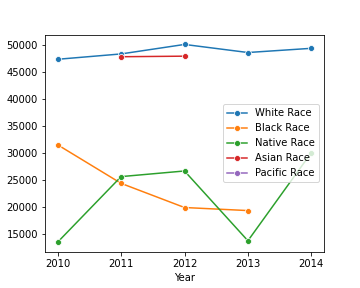 50000
45000
40000
35000
30000
25000
20000
15000
White Race
Black Race
Native Race
Asian Race
Pacific Race
2010 2011 2012 2013 2014
Year